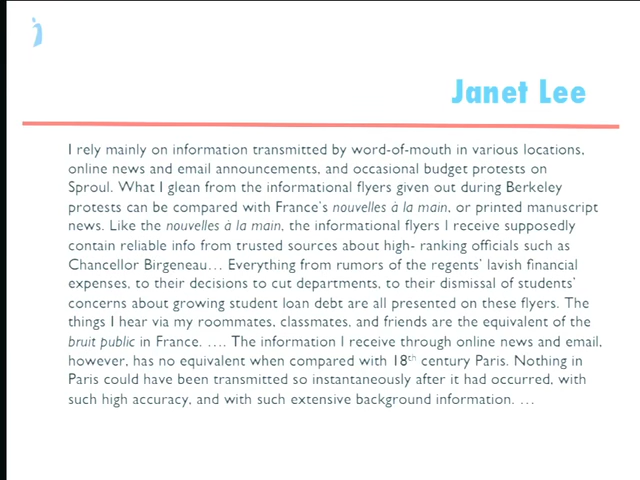 Janet Lee
I rely mainly on information transmitted by word-of-mouth in various locations,
online news and email announcements, and occasional budget protests on
Sproul. What I glean from the informational flyers given out during Berkeley
protests can be compared with France's nouvelles à la main, or printed manuscript
news. Like the nouvelles à la main, the informational flyers I receive supposedly
contain reliable info from trusted sources about high- ranking officials such as
Chancellor Birgeneau… Everything from rumors of the regents' lavish financial
expenses, to their decisions to cut departments, to their dismissal of students'
concerns about growing student loan debt are all presented on these flyers. The
things I hear via my roommates, classmates, and friends are the equivalent of the
bruit public in France. …. The information I receive through online news and email,
however, has no equivalent when compared with 18th century Paris. Nothing in
Paris could have been transmitted so instantaneously after it had occurred, with
such high accuracy, and with such extensive background information. …